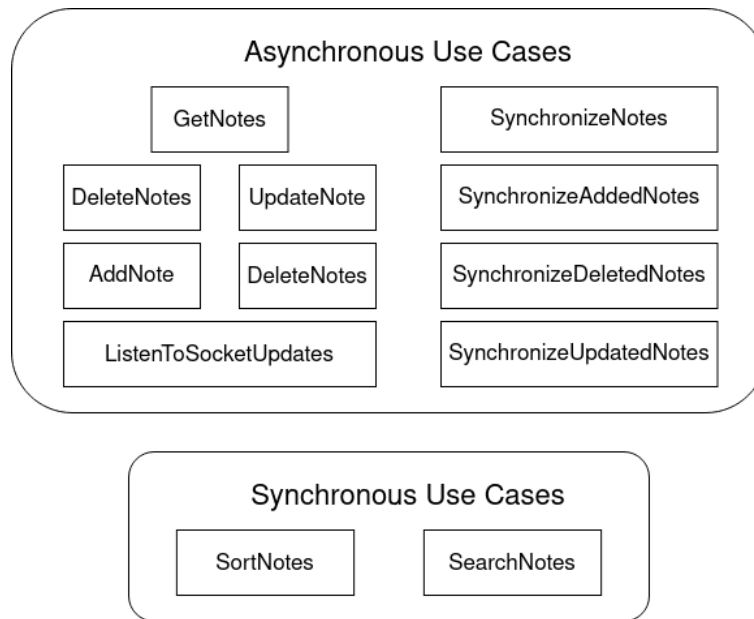 Asynchronous Use Cases
GetNotes
SynchronizeNotes
DeleteNotes
UpdateNote
SynchronizeAddedNotes
AddNote
DeleteNotes
SynchronizeDeletedNotes
ListenToSocketUpdates
SynchronizeUpdatedNotes
Synchronous Use Cases
SortNotes
SearchNotes